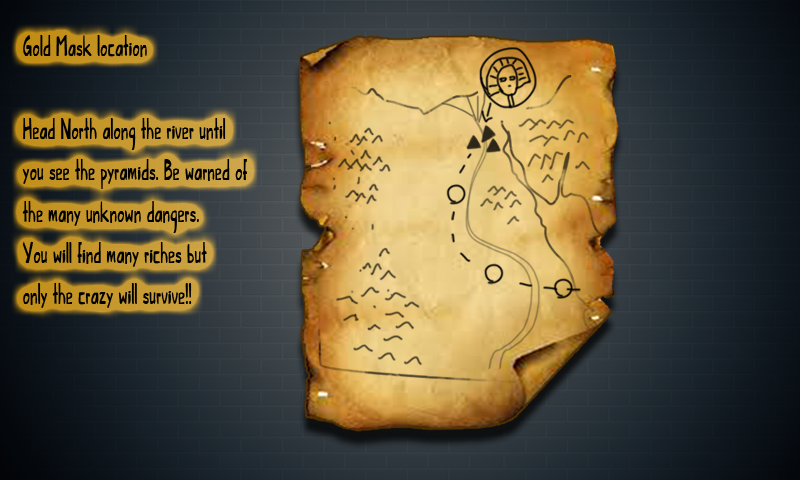 Gold Mask location
Head North along the river until
you see the pyramids. Be warned of
the many unknown dangers.
You will find many riches but
only the crazy will survive!!